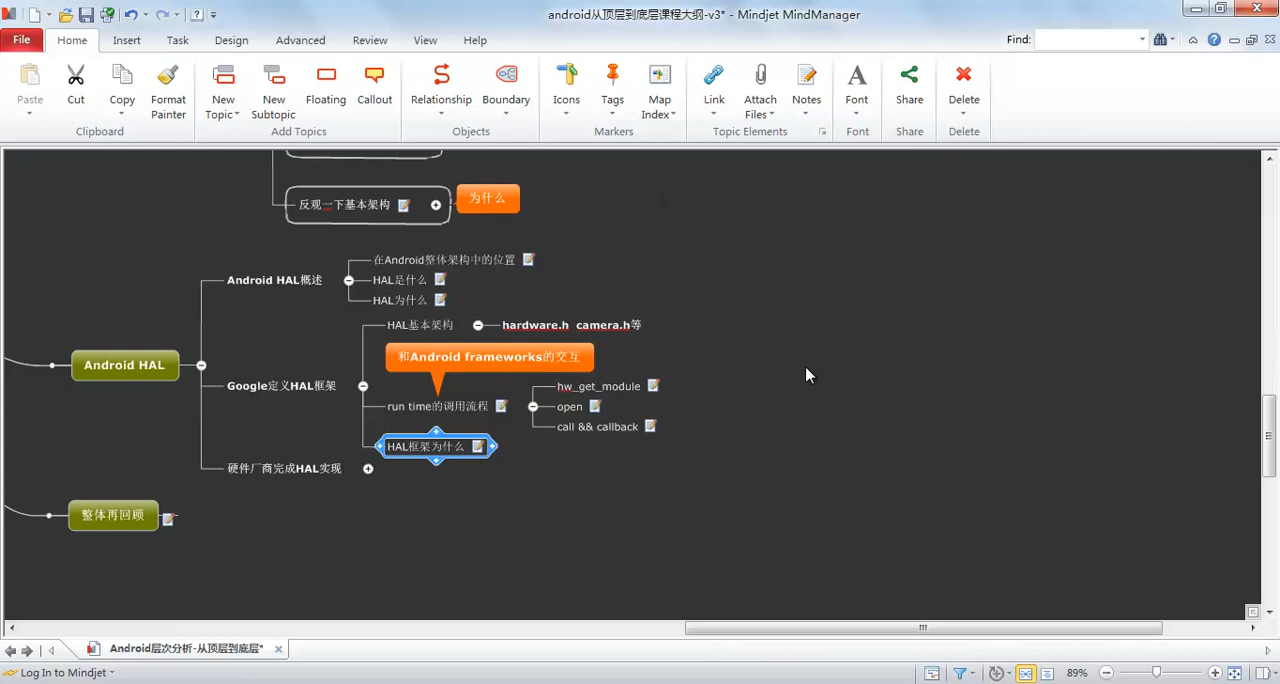 android从顶层到底层课程大纲-v3* - Mindjet MindManager
File Home Insert Task Design Advanced Review View Help Find:
Paste Cut Copy Format Painter New Topic New Subtopic Floating Callout Relationship Boundary Icons Tags Map Index Link Attach Files Notes Font Share Delete
Clipboard Add Topics Objects Markers Topic Elements Font Share Delete
反观一下基本架构 为什么
在Android整体架构中的位置
Android HAL概述 HAL是什么
HAL为什么
HAL基本架构 hardware.h camera.h等
和Android frameworks的交互
Android HAL
Google定义HAL框架 hw_get_module
run time的调用流程 open
call && callback
HAL框架为什么
硬件厂商完成HAL实现
整体再回顾
Android层次分析-从顶层到底层*
Log In to Mindjet 89%